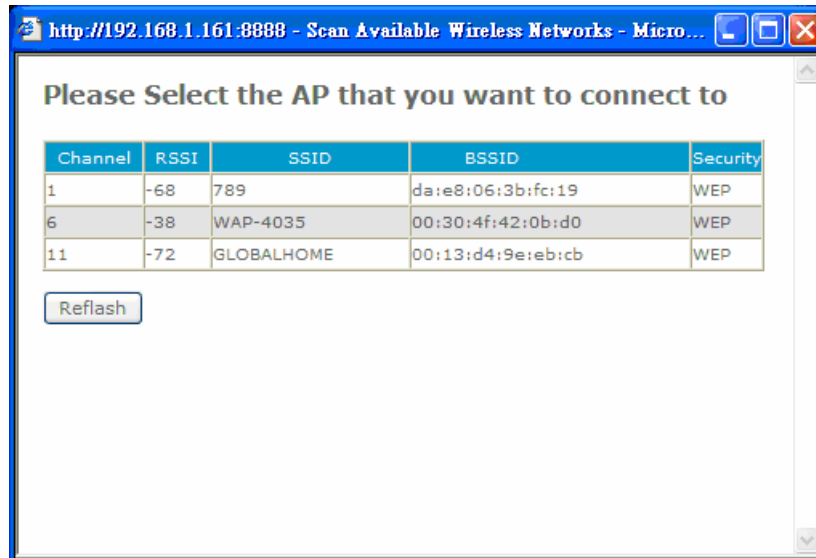 http://192.168.1.161:8888 - Scan Available Wireless Networks - Micro...
Please Select the AP that you want to connect to
Channel RSSI SSID BSSID Security
1 -68 789 da:e8:06:3b:fc:19 WEP
6 -38 WAP-4035 00:30:4f:42:0b:d0 WEP
11 -72 GLOBALHOME 00:13:d4:9e:eb:cb WEP
Reflash